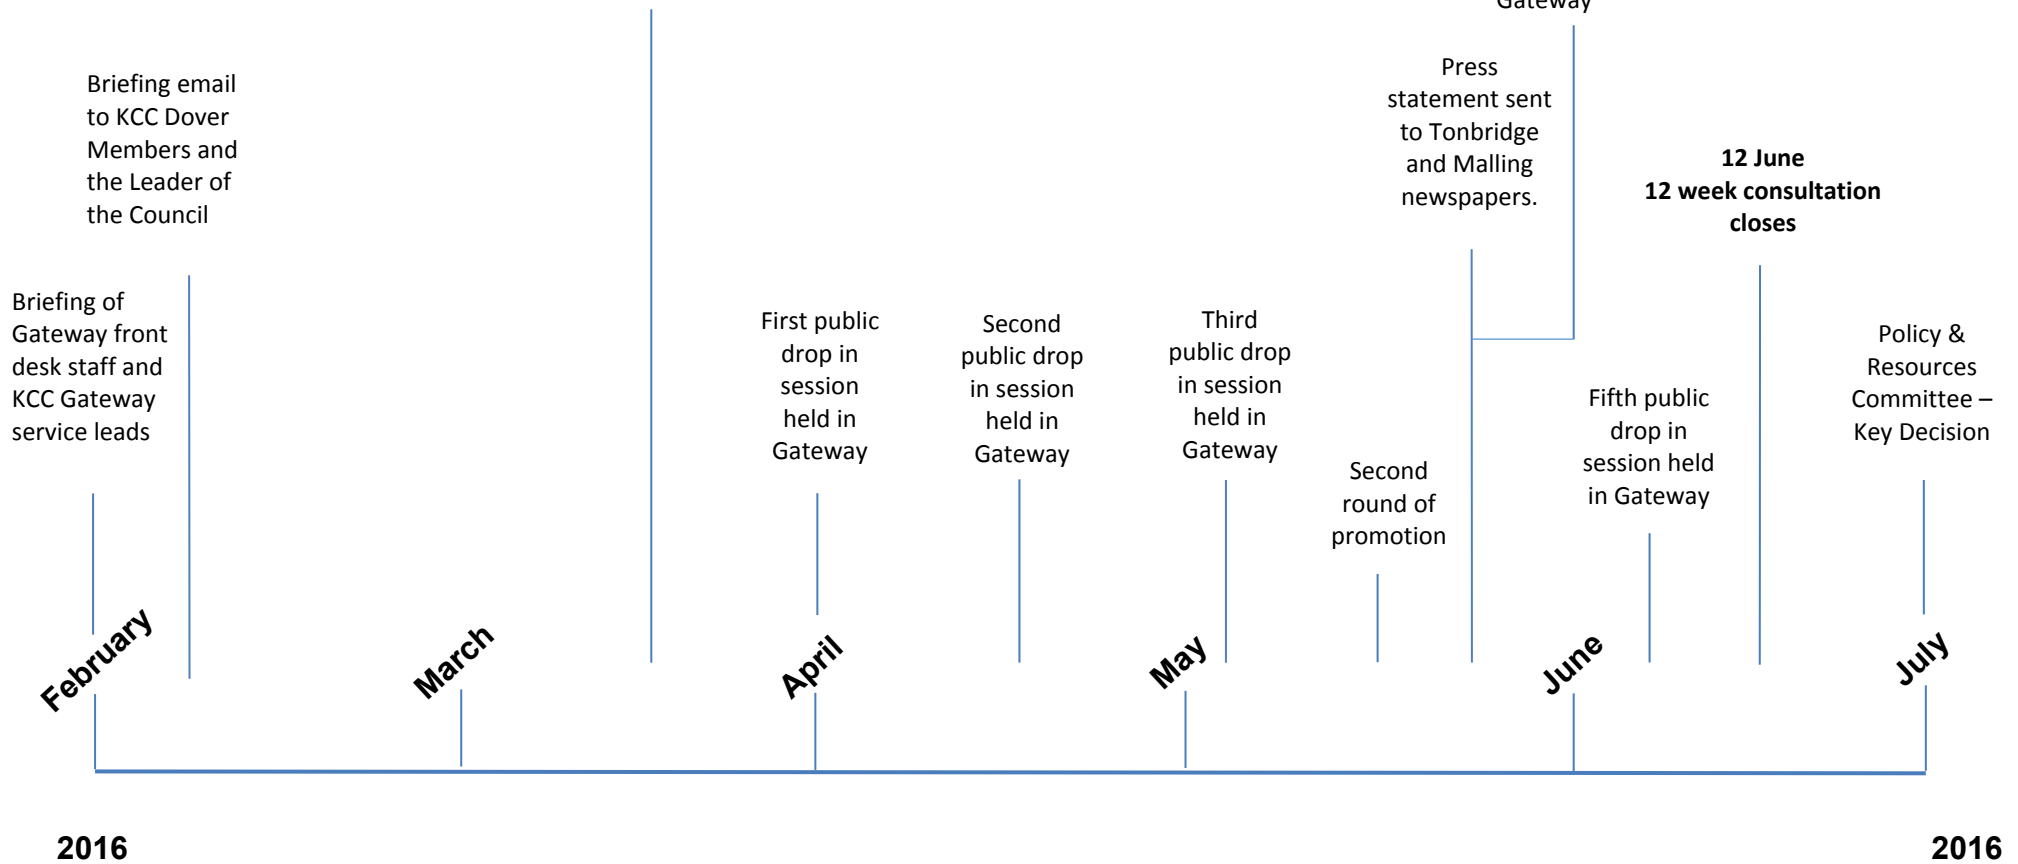 Gateway
Briefing email
to KCC Dover
Members and
the Leader of
the Council
Press
statement sent
to Tonbridge
and Malling
newspapers.
12 June
12 week consultation
closes
Briefing of
Gateway front
desk staff and
KCC Gateway
service leads
First public
drop in
session
held in
Gateway
Second
public drop
in session
held in
Gateway
Third
public drop
in session
held in
Gateway
Second
round of
promotion
Fifth public
drop in
session held
in Gateway
Policy &
Resources
Committee –
Key Decision
February
March
April
May
June
July
2016
2016